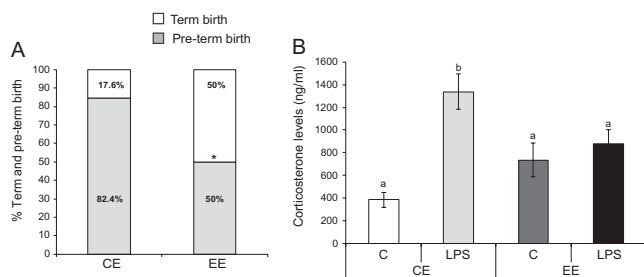 Term birth
Pre-term birth
A
100
90
80
70
60
50
40
30
20
10
0
% Term and pre-term birth
17.6%
82.4%
50%
*
50%
CE
EE
B
1600
1400
1200
1000
800
600
400
200
0
Corticosterone levels (ng/ml)
a
b
a
a
C
LPS
C
LPS
CE
EE